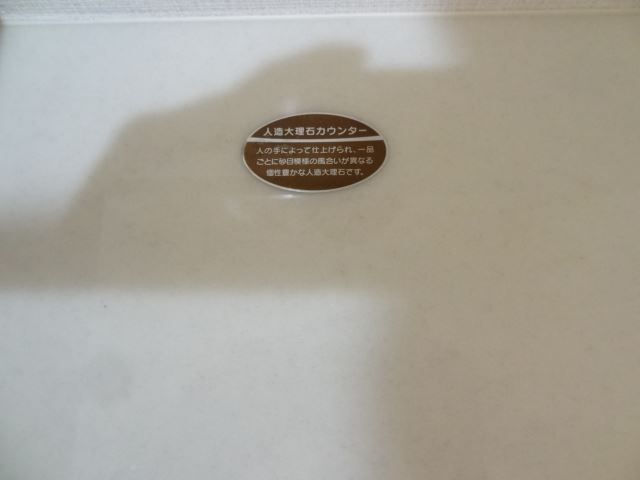 人造大理石カウンター
人の手によって仕上げられ、一品
ごとに砂目模様の風合いが異なる
個性豊かな人造大理石です。